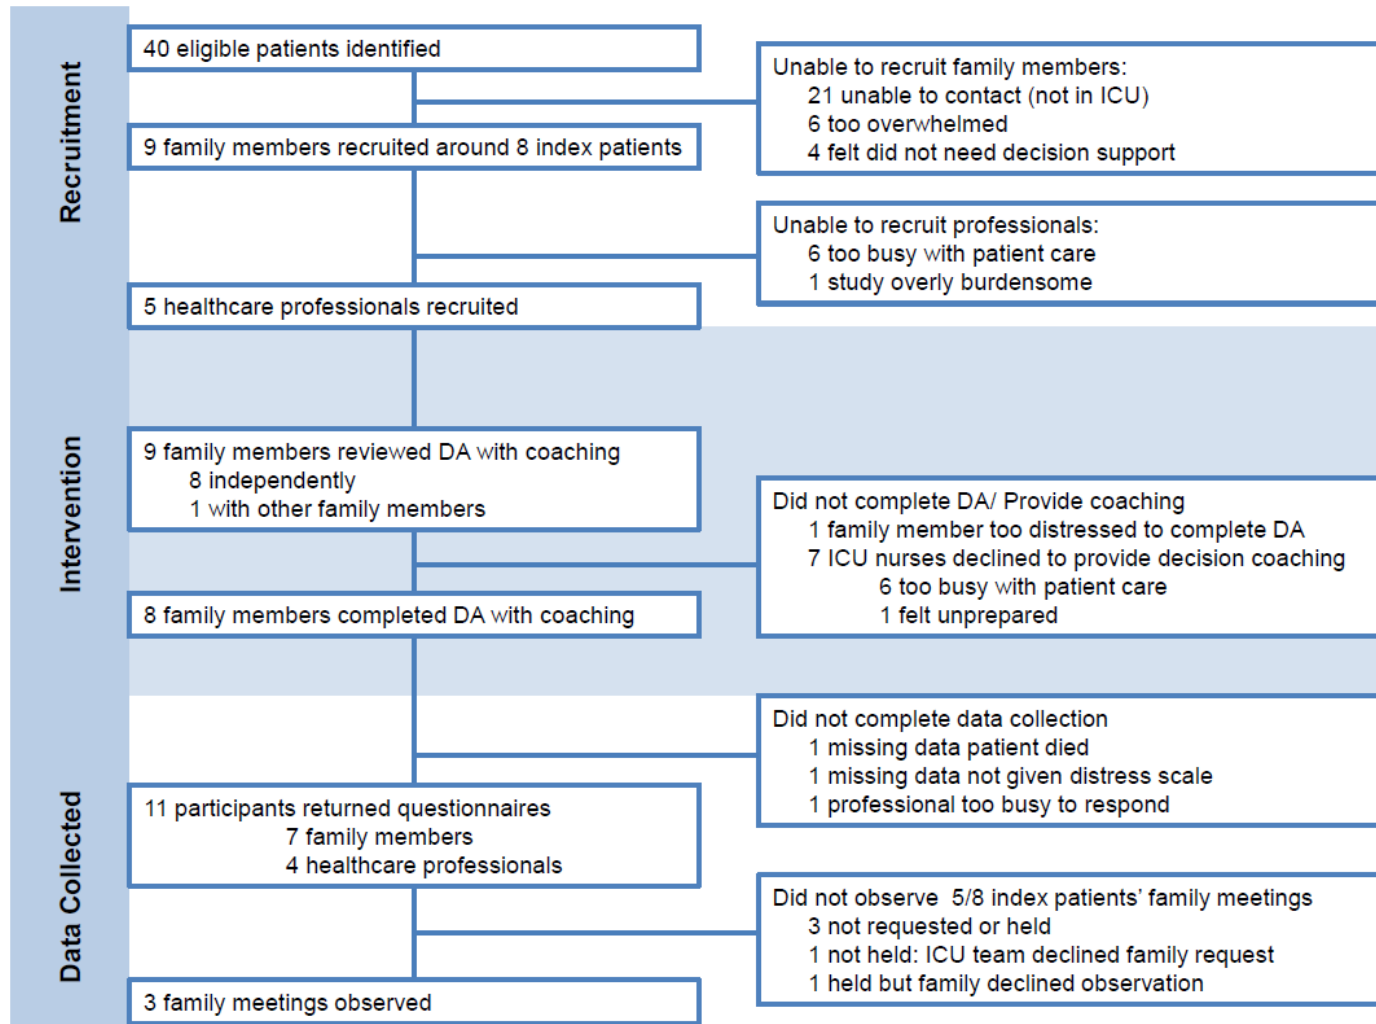 Recruitment
40 eligible patients identified
Unable to recruit family members:
21 unable to contact (not in ICU)
6 too overwhelmed
4 felt did not need decision support
9 family members recruited around 8 index patients
Unable to recruit professionals:
6 too busy with patient care
1 study overly burdensome
5 healthcare professionals recruited
Intervention
9 family members reviewed DA with coaching
8 independently
1 with other family members
Did not complete DA/ Provide coaching
1 family member too distressed to complete DA
7 ICU nurses declined to provide decision coaching
6 too busy with patient care
1 felt unprepared
8 family members completed DA with coaching
Data Collected
Did not complete data collection
1 missing data patient died
1 missing data not given distress scale
1 professional too busy to respond
11 participants returned questionnaires
7 family members
4 healthcare professionals
Did not observe 5/8 index patients’ family meetings
3 not requested or held
1 not held: ICU team declined family request
1 held but family declined observation
3 family meetings observed